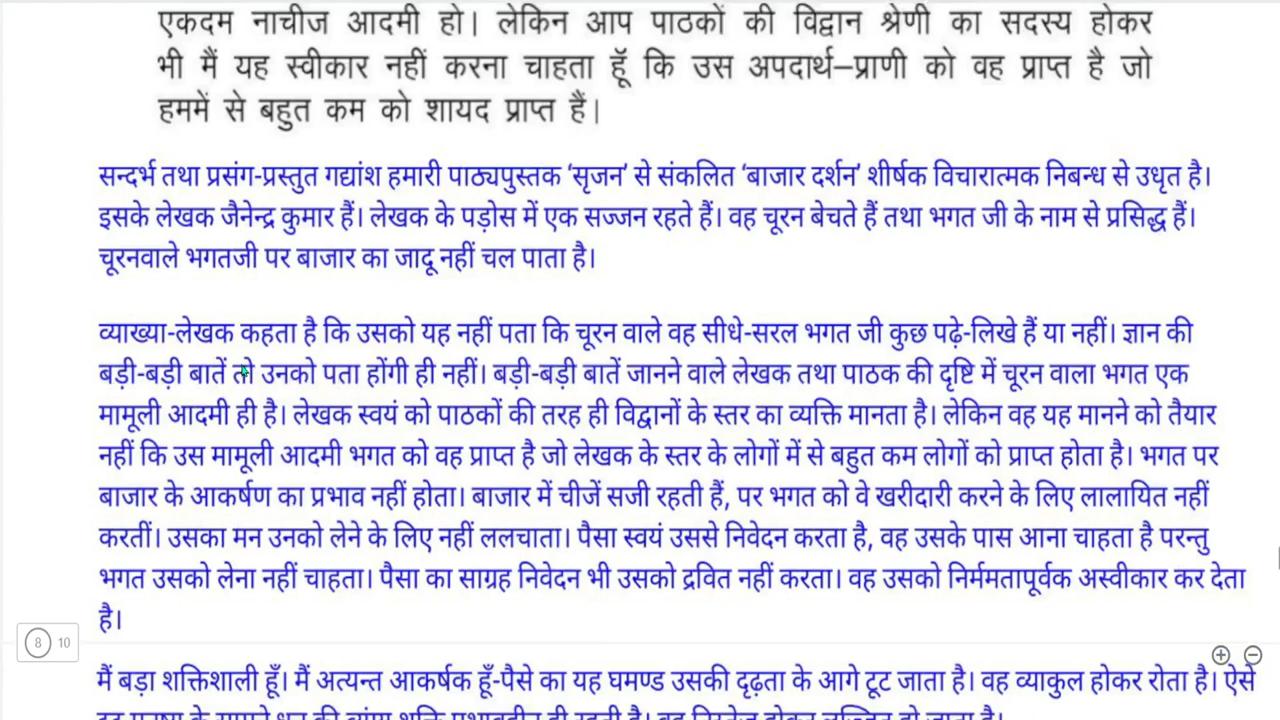 एकदम नाचीज आदमी हो। लेकिन आप पाठकों की विद्वान श्रेणी का सदस्य होकर
भी मैं यह स्वीकार नहीं करना चाहता हूॅ कि उस अपदार्थ–प्राणी को वह प्राप्त है जो
हममें से बहुत कम को शायद प्राप्त हैं।
सन्दर्भ तथा प्रसंग-प्रस्तुत गद्यांश हमारी पाठ्यपुस्तक ‘सृजन’ से संकलित ‘बाजार दर्शन’ शीर्षक विचारात्मक निबन्ध से उधृत है।
इसके लेखक जैनेन्द्र कुमार हैं। लेखक के पड़ोस में एक सज्जन रहते हैं। वह चूरन बेचते हैं तथा भगत जी के नाम से प्रसिद्ध हैं।
चूरनवाले भगतजी पर बाजार का जादू नहीं चल पाता है।
व्याख्या-लेखक कहता है कि उसको यह नहीं पता कि चूरन वाले वह सीधे-सरल भगत जी कुछ पढ़े-लिखे हैं या नहीं। ज्ञान की
बड़ी-बड़ी बातें तो उनको पता होंगी ही नहीं। बड़ी-बड़ी बातें जानने वाले लेखक तथा पाठक की दृष्टि में चूरन वाला भगत एक
मामूली आदमी ही है। लेखक स्वयं को पाठकों की तरह ही विद्वानों के स्तर का व्यक्ति मानता है। लेकिन वह यह मानने को तैयार
नहीं कि उस मामूली आदमी भगत को वह प्राप्त है जो लेखक के स्तर के लोगों में से बहुत कम लोगों को प्राप्त होता है। भगत पर
बाजार के आकर्षण का प्रभाव नहीं होता। बाजार में चीजें सजी रहती हैं, पर भगत को वे खरीदारी करने के लिए लालायित नहीं
करतीं। उसका मन उनको लेने के लिए नहीं ललचाता। पैसा स्वयं उससे निवेदन करता है, वह उसके पास आना चाहता है परन्तु
भगत उसको लेना नहीं चाहता। पैसा का साग्रह निवेदन भी उसको द्रवित नहीं करता। वह उसको निर्ममतापूर्वक अस्वीकार कर देता
है।
8 10
मैं बड़ा शक्तिशाली हूँ। मैं अत्यन्त आकर्षक हूँ-पैसे का यह घमण्ड उसकी दृढ़ता के आगे टूट जाता है। वह व्याकुल होकर रोता है। ऐसे